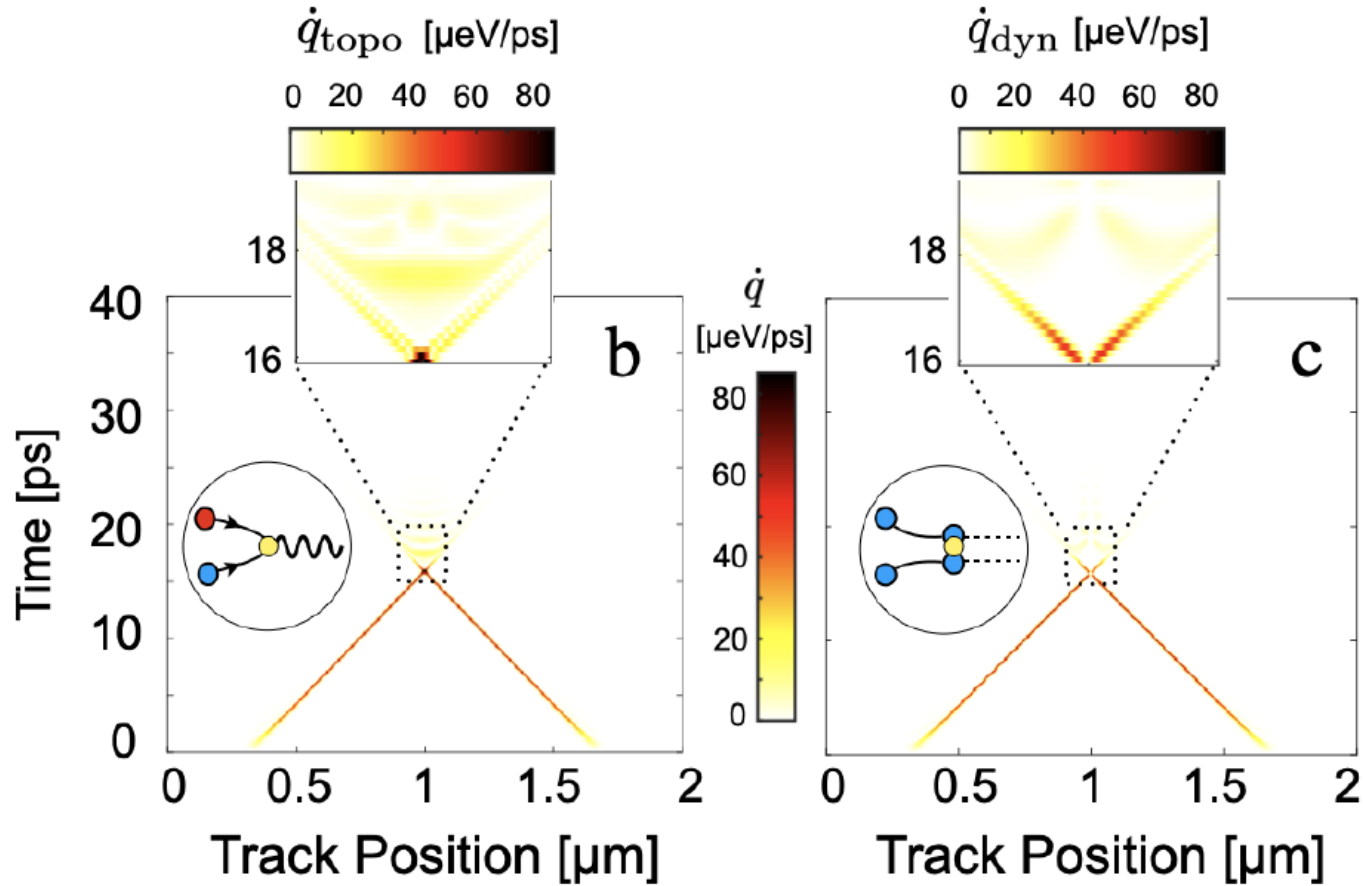 q̇topo [µeV/ps]
0 20 40 60 80
18
16
q̇dyn [µeV/ps]
0 20 40 60 80
18
16
Time [ps]
40
30
20
10
0
b
0 0.5 1 1.5 2
Track Position [µm]
q̇
[µeV/ps]
80
60
40
20
0
c
0 0.5 1 1.5 2
Track Position [µm]